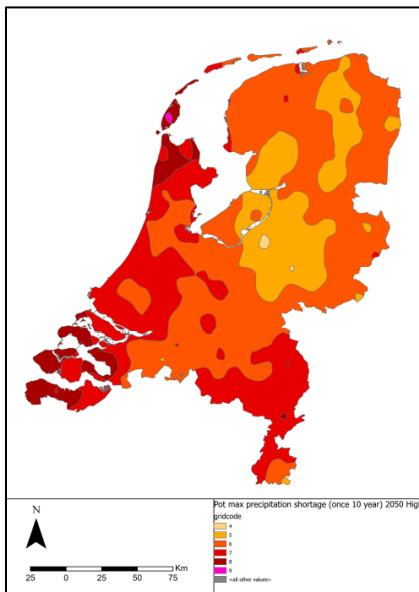 N
Km
25 0 25 50 75
Pot max precipitation shortage (once 10 year) 2050 High
gridcode
4
5
6
7
8
9
<all other values>